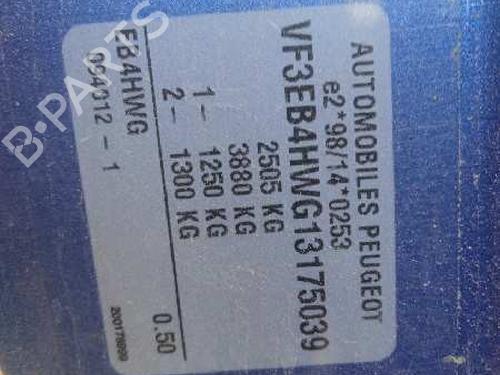 AUTOMOBILES PEUGEOT
e2*98/14*0253
VF3EB4HWG13175039
2505 KG
3880 KG
1- 1250 KG
2- 1300 KG
EB4HWG
0.50
B-PARTS